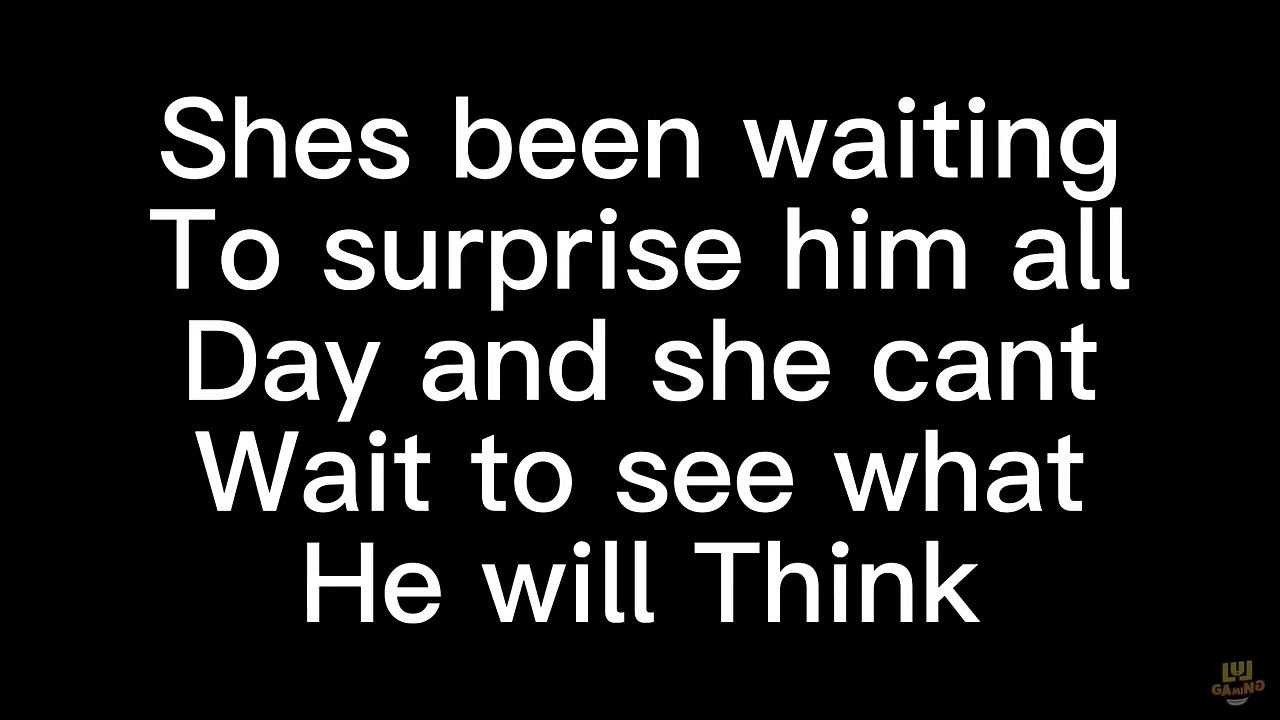 Shes been waiting
To surprise him all
Day and she cant
Wait to see what
He will Think
LUL
GAMING